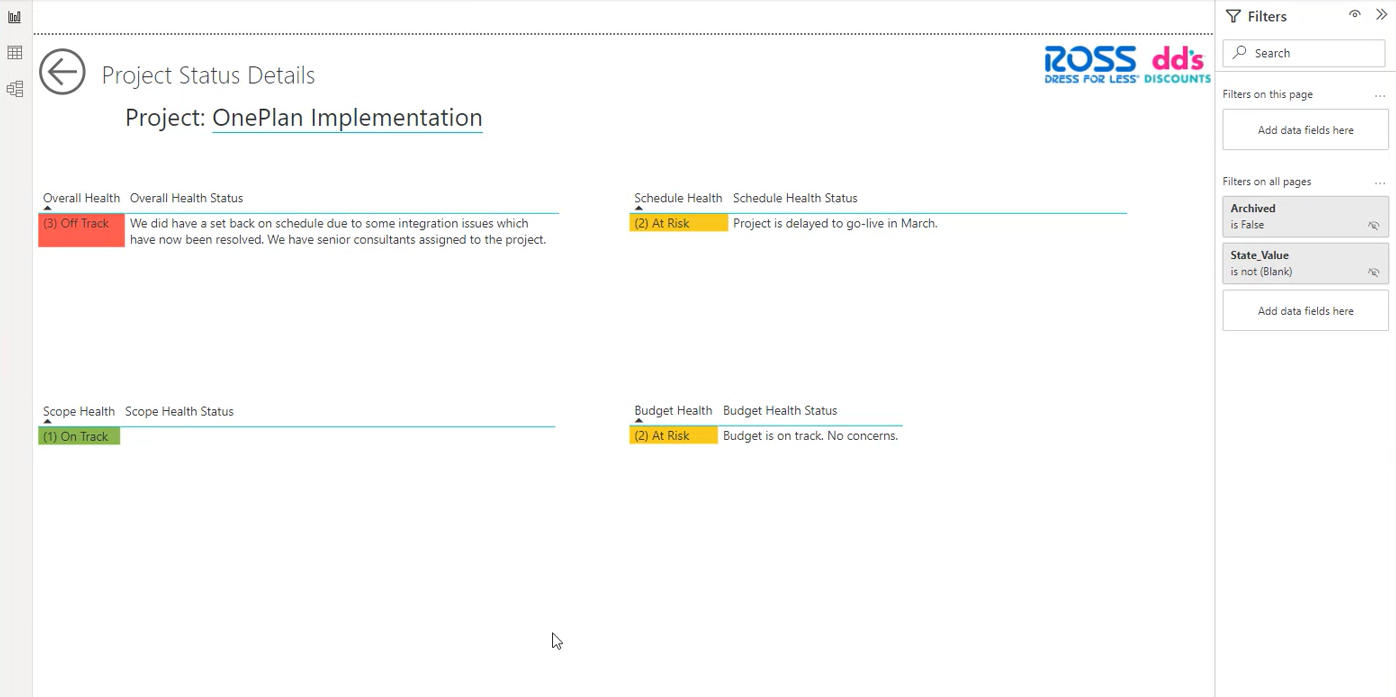 Project Status Details
Project: OnePlan Implementation
ROSS
DRESS FOR LESS®
dd's
DISCOUNTS
Overall Health Overall Health Status
(3) Off Track We did have a set back on schedule due to some integration issues which
have now been resolved. We have senior consultants assigned to the project.
Schedule Health Schedule Health Status
(2) At Risk Project is delayed to go-live in March.
Scope Health Scope Health Status
(1) On Track
Budget Health Budget Health Status
(2) At Risk Budget is on track. No concerns.
Filters
Search
Filters on this page ...
Add data fields here
Filters on all pages ...
Archived
is False
State_Value
is not (Blank)
Add data fields here